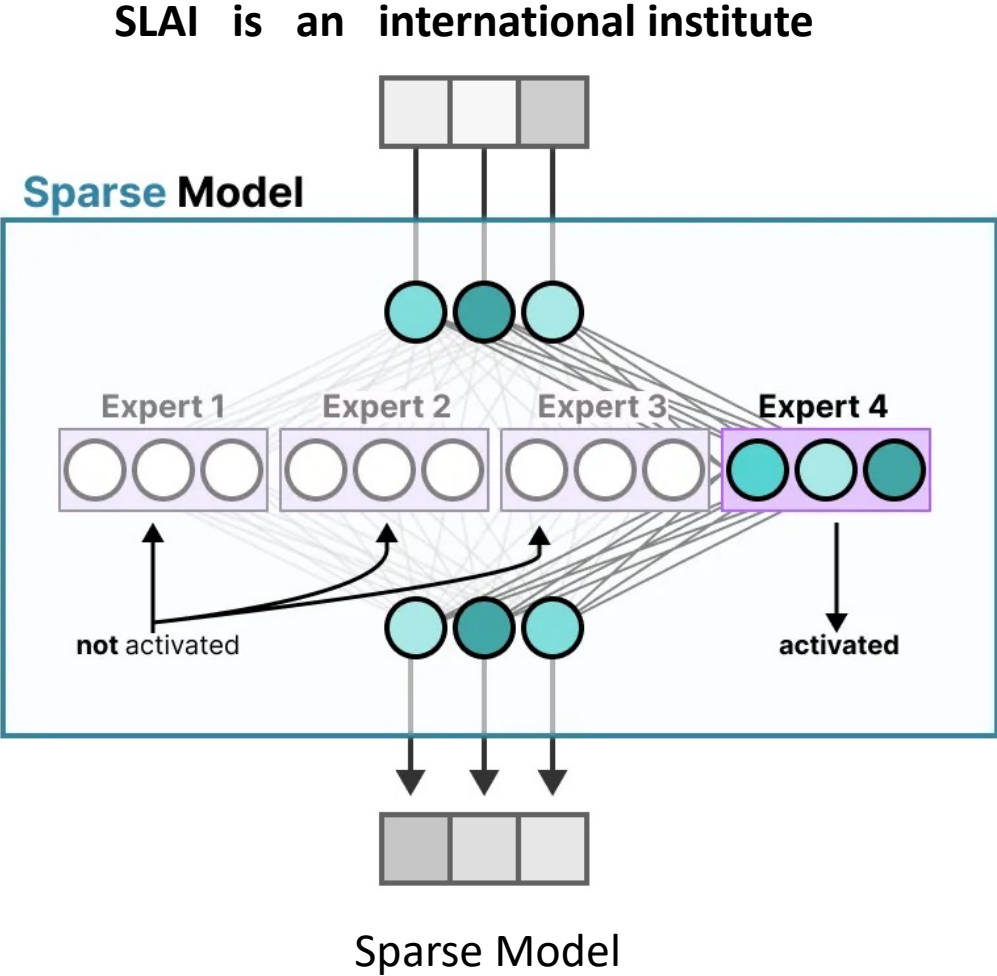 SLAI is an international institute
Sparse Model
Expert 1 Expert 2 Expert 3 Expert 4
not activated activated
Sparse Model